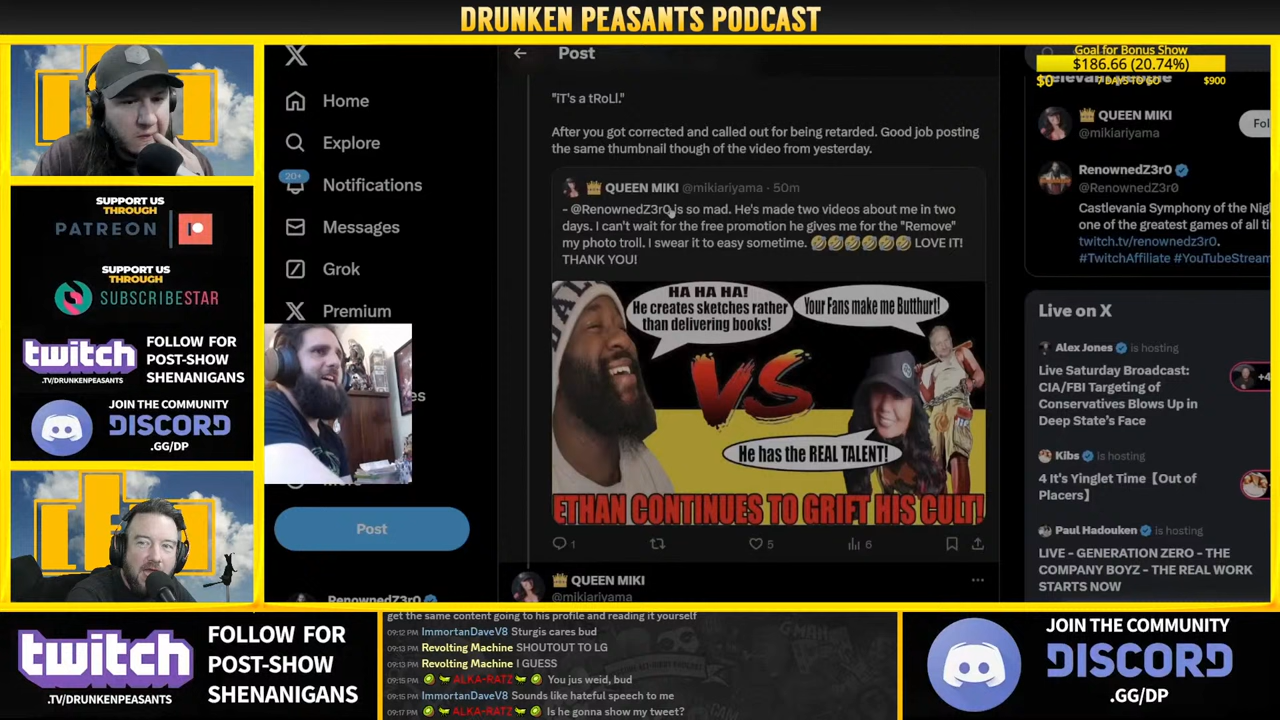 DRUNKEN PEASANTS PODCAST
Home
Explore
20+
Notifications
Messages
Grok
Premium
Post
RenownedZ3r0
Post
"iT's a tRoLl."
After you got corrected and called out for being retarded. Good job posting
the same thumbnail though of the video from yesterday.
QUEEN MIKI @mikiariyama · 50m
- @RenownedZ3r0 is so mad. He's made two videos about me in two
days. I can't wait for the free promotion he gives me for the "Remove"
my photo troll. I swear it to easy sometime. 🤣🤣🤣🤣🤣🤣 LOVE IT!
THANK YOU!
HA HA HA!
He creates sketches rather
than delivering books!
Your Fans make me Butthurt!
VS
He has the REAL TALENT!
ETHAN CONTINUES TO GRIFT HIS CULT!
1
5
6
QUEEN MIKI
@mikiariyama
Goal for Bonus Show
$186.66 (20.74%)
$0
7 DAYS TO GO
$900
QUEEN MIKI
@mikiariyama
Fol
RenownedZ3r0
@RenownedZ3r0
Castlevania Symphony of the Nig
one of the greatest games of all ti
twitch.tv/renownedz3r0.
#TwitchAffiliate #YouTubeStream
Live on X
Alex Jones is hosting
Live Saturday Broadcast:
CIA/FBI Targeting of
Conservatives Blows Up in
Deep State's Face
+4
Kibs is hosting
4 It's Yinglet Time【Out of
Placers】
Paul Hadouken is hosting
LIVE - GENERATION ZERO - THE
COMPANY BOYZ - THE REAL WORK
STARTS NOW
SUPPORT US
THROUGH
PATREON
SUPPORT US
THROUGH
SUBSCRIBESTAR
twitch
.TV/DRUNKENPEASANTS
FOLLOW FOR
POST-SHOW
SHENANIGANS
JOIN THE COMMUNITY
DISCORD
.GG/DP
twitch
.TV/DRUNKENPEASANTS
FOLLOW FOR
POST-SHOW
SHENANIGANS
get the same content going to his profile and reading it yourself
09:12 PM ImmortanDaveV8 Sturgis cares bud
09:13 PM Revolting Machine SHOUTOUT TO LG
09:13 PM Revolting Machine I GUESS
09:15 PM ALKA-RATZ You jus weid, bud
09:15 PM ImmortanDaveV8 Sounds like hateful speech to me
09:17 PM ALKA-RATZ Is he gonna show my tweet?
JOIN THE COMMUNITY
DISCORD
.GG/DP